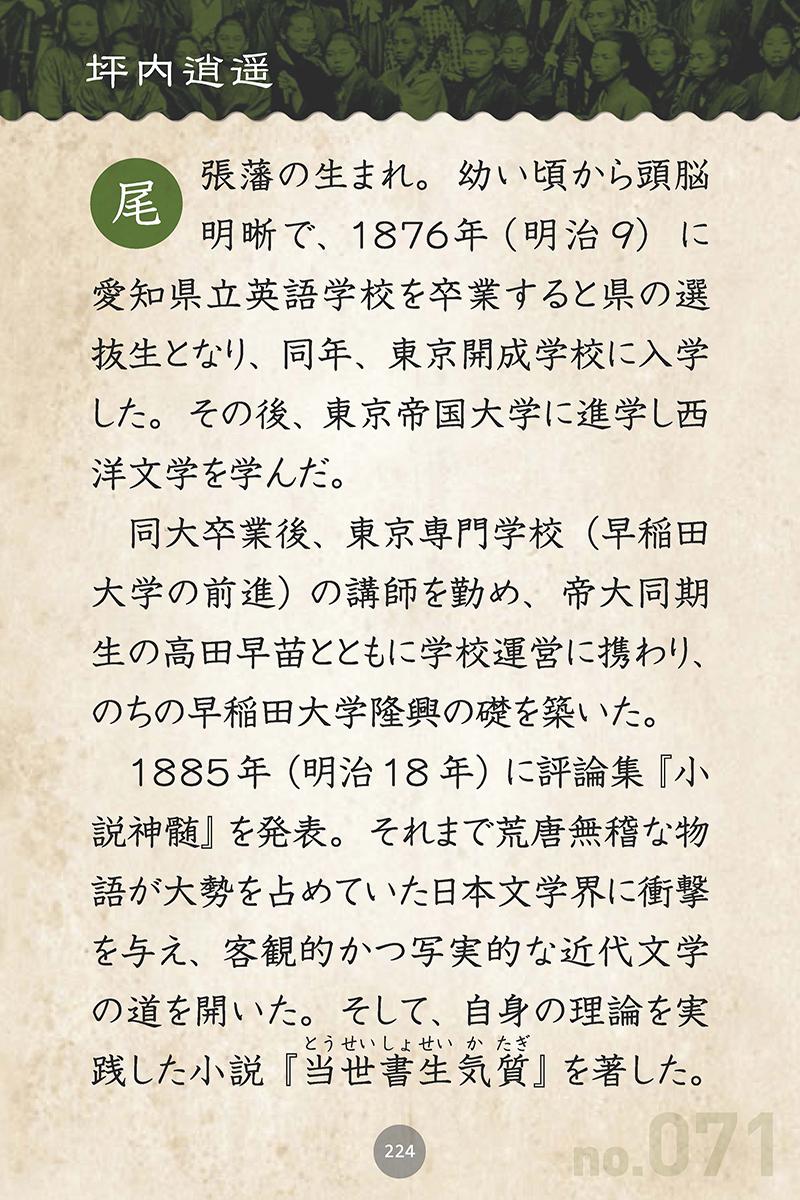 坪内逍遥
尾張藩の生まれ。幼い頃から頭脳
明晰で、1876年（明治9）に
愛知県立英語学校を卒業すると県の選
抜生となり、同年、東京開成学校に入学
した。その後、東京帝国大学に進学し西
洋文学を学んだ。
同大卒業後、東京専門学校（早稲田
大学の前進）の講師を勤め、帝大同期
生の高田早苗とともに学校運営に携わり、
のちの早稲田大学隆興の礎を築いた。
1885年（明治18年）に評論集『小
説神髄』を発表。それまで荒唐無稽な物
語が大勢を占めていた日本文学界に衝撃
を与え、客観的かつ写実的な近代文学
の道を開いた。そして、自身の理論を実
とうせいしょせいかたぎ
践した小説『当世書生気質』を著した。
224
no.071